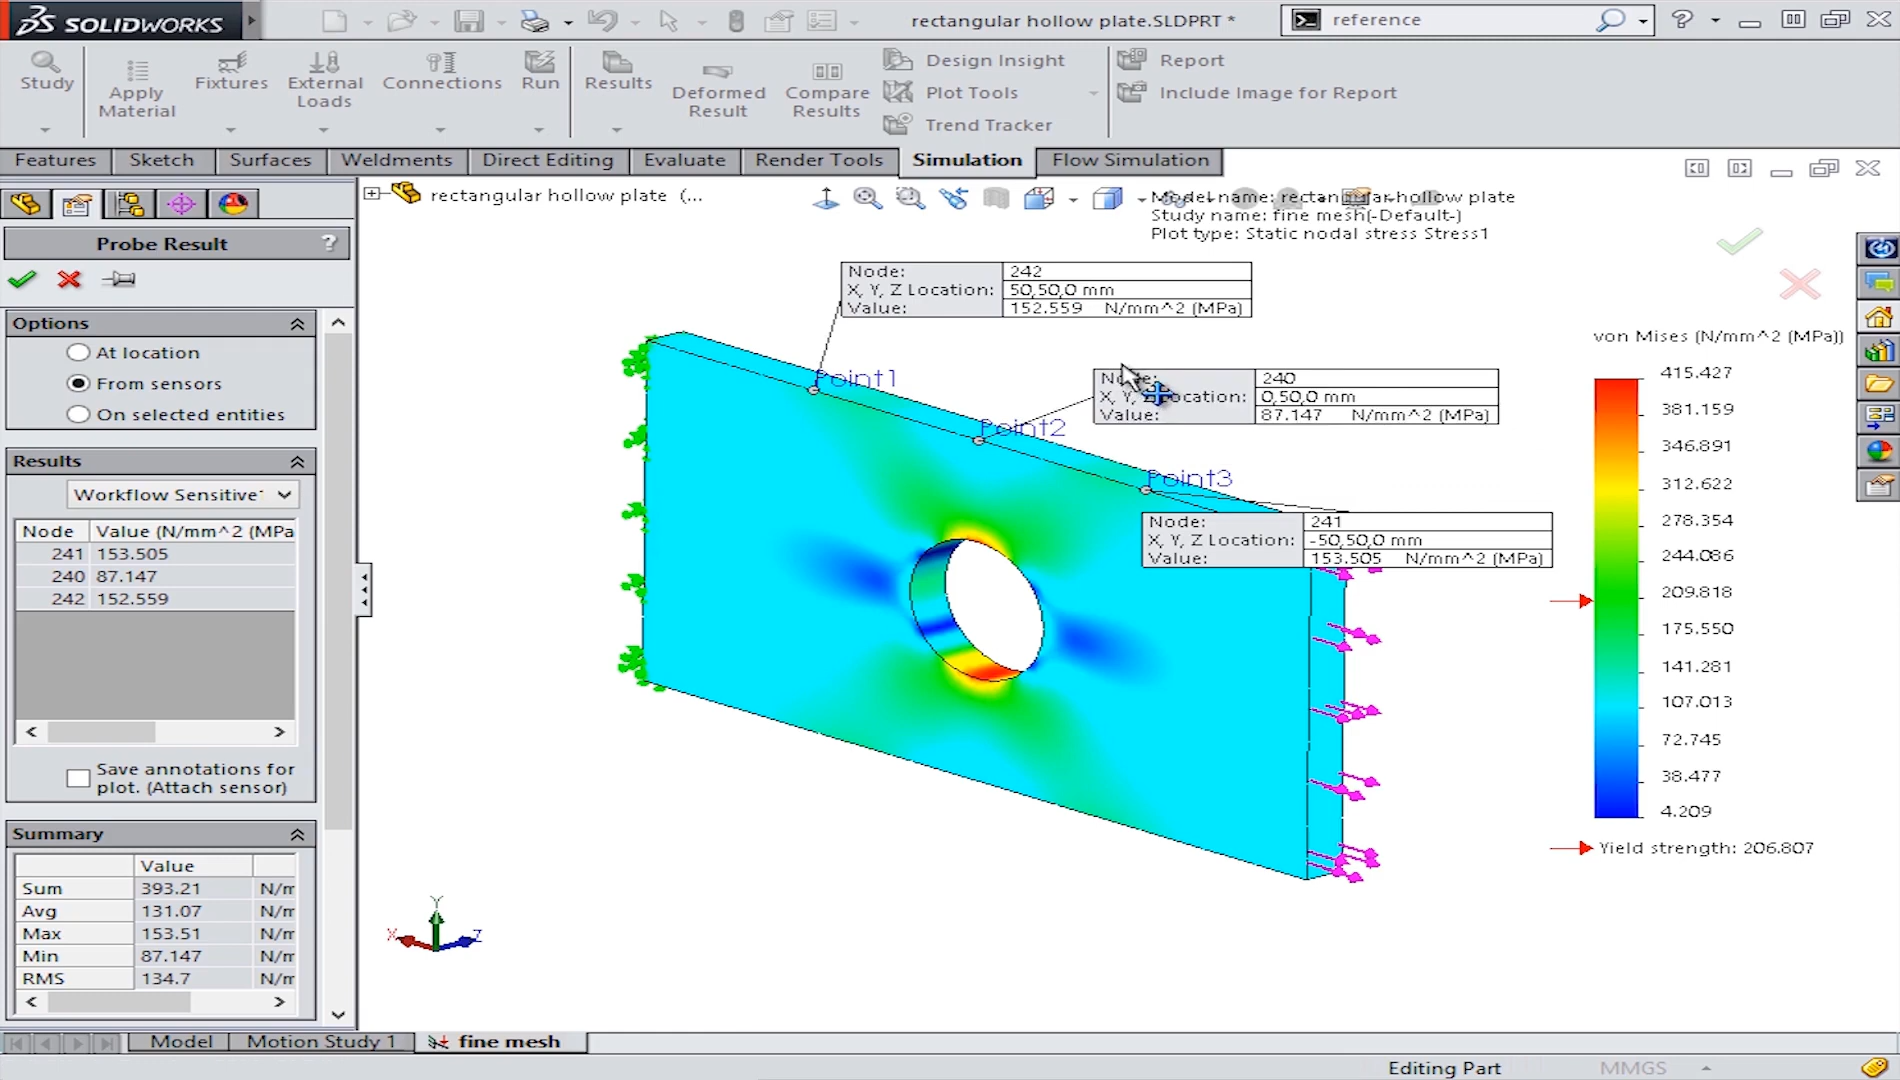 SOLIDWORKS
rectangular hollow plate.SLDPRT *
reference
Study
Apply Material
Fixtures
External Loads
Connections
Run
Results
Deformed Result
Compare Results
Design Insight
Plot Tools
Trend Tracker
Report
Include Image for Report
Features
Sketch
Surfaces
Weldments
Direct Editing
Evaluate
Render Tools
Simulation
Flow Simulation
Probe Result
?
Options
At location
From sensors
On selected entities
Results
Workflow Sensitive
Node Value (N/mm^2 (MPa
241 153.505
240 87.147
242 152.559
Save annotations for
plot. (Attach sensor)
Summary
Value
Sum 393.21 N/m
Avg 131.07 N/m
Max 153.51 N/m
Min 87.147 N/m
RMS 134.7 N/m
rectangular hollow plate (...
Model name: rectangular hollow plate
Study name: fine mesh(-Default-)
Plot type: Static nodal stress Stress1
Node: 242
X, Y, Z Location: 50,50,0 mm
Value: 152.559 N/mm^2 (MPa)
Point1
Node: 240
X, Y, Z Location: 0,50,0 mm
Value: 87.147 N/mm^2 (MPa)
Point2
Point3
Node: 241
X, Y, Z Location: -50,50,0 mm
Value: 153.505 N/mm^2 (MPa)
von Mises (N/mm^2 (MPa))
415.427
381.159
346.891
312.622
278.354
244.086
209.818
175.550
141.281
107.013
72.745
38.477
4.209
Yield strength: 206.807
Y
X
Z
Model
Motion Study 1
fine mesh
Editing Part
MMGS